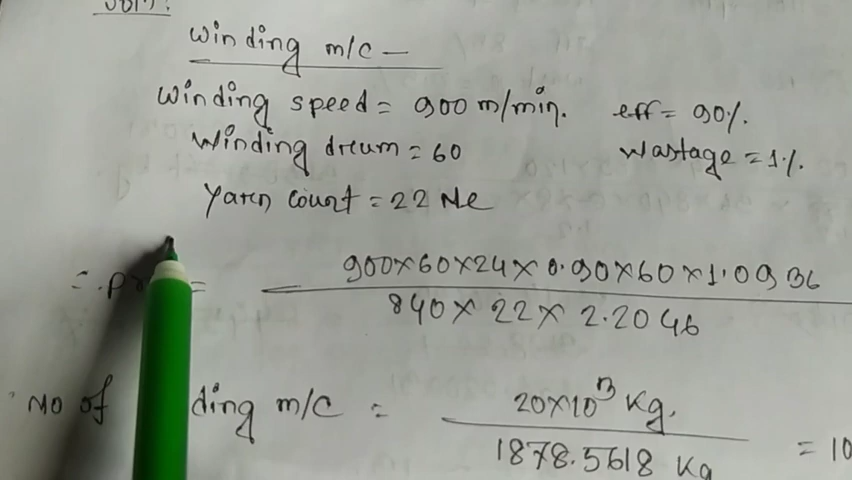 Winding m/c —
Winding speed = 900 m/min. eff = 90%.
Winding drum = 60 Wastage = 1%.
Yarn count = 22 Ne
∴ = 900×60×24×0.90×60×1.0936
840 × 22 × 2.2046
No of ding m/c = 20×10³ Kg.
1878.5618 Kg = 10